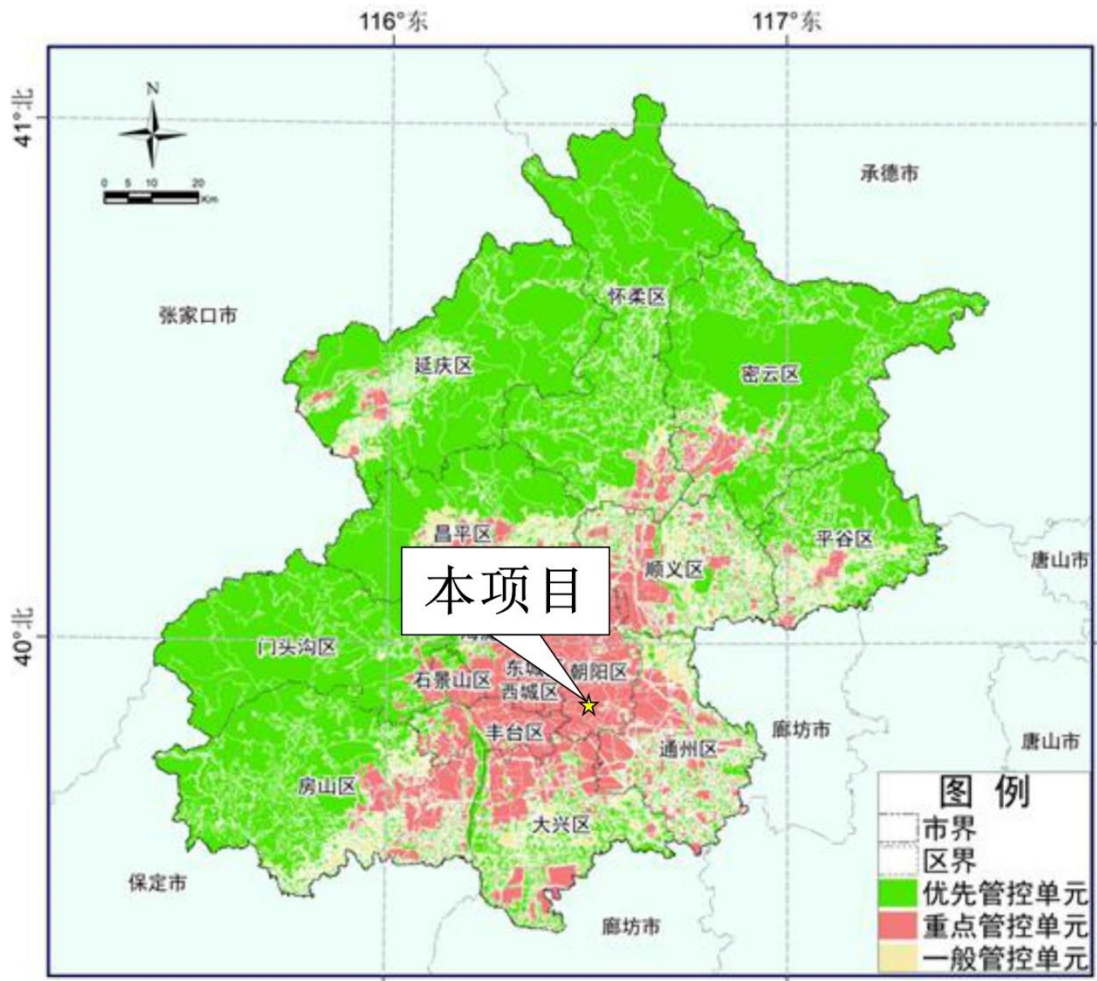 116°东
117°东
41°北
N
0 5 10 20
Km
承德市
怀柔区
张家口市
延庆区
密云区
昌平区
平谷区
唐山市
顺义区
本项目
40°北
门头沟区
东城
朝阳区
石景山区
西城区
丰台区
通州区
廊坊市
唐山市
房山区
大兴区
保定市
廊坊市
图 例
市界
区界
优先管控单元
重点管控单元
一般管控单元